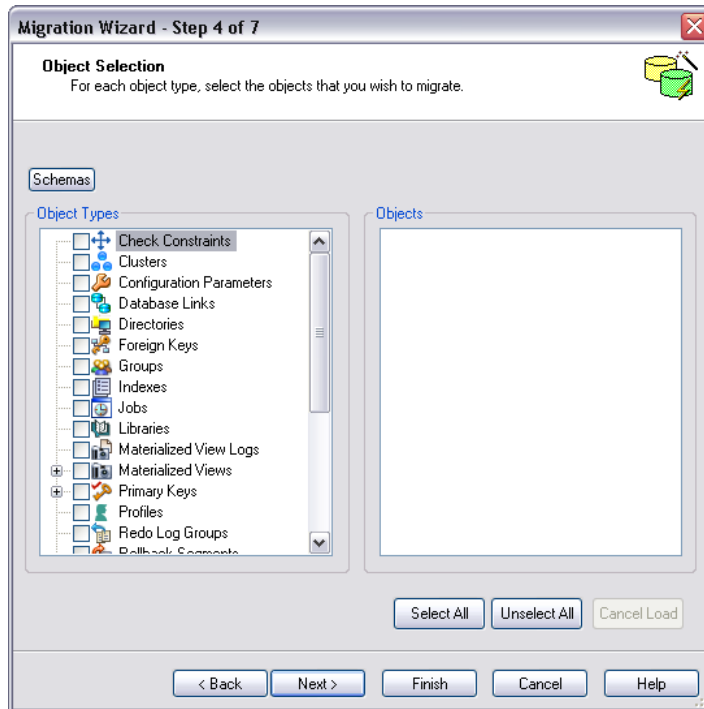 Migration Wizard - Step 4 of 7
Object Selection
For each object type, select the objects that you wish to migrate.
Schemas
Object Types
Objects
Check Constraints
Clusters
Configuration Parameters
Database Links
Directories
Foreign Keys
Groups
Indexes
Jobs
Libraries
Materialized View Logs
Materialized Views
Primary Keys
Profiles
Redo Log Groups
Rollback Segments
Select All
Unselect All
Cancel Load
< Back
Next >
Finish
Cancel
Help